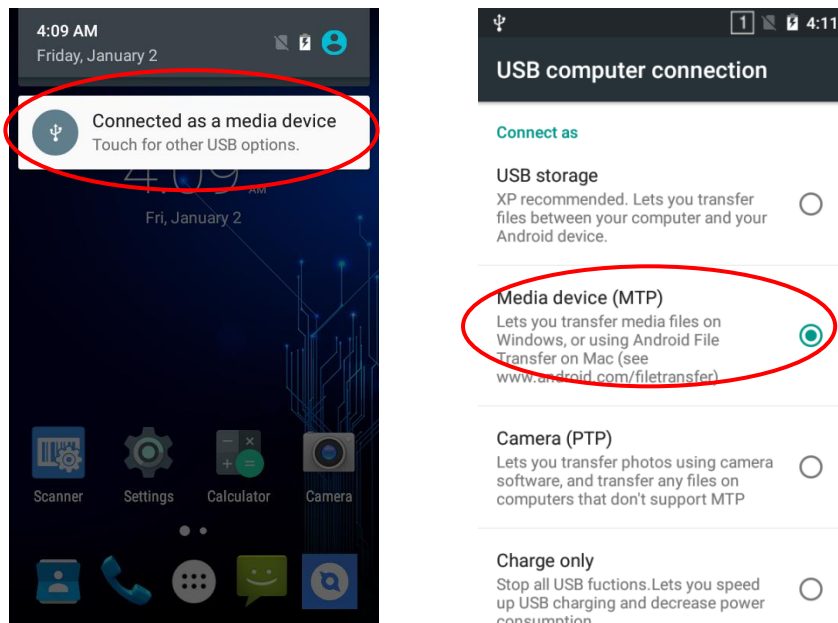 4:09 AM
Friday, January 2
Connected as a media device
Touch for other USB options.
4:09 AM
Fri, January 2
Scanner
Settings
Calculator
Camera
1
4:11
USB computer connection
Connect as
USB storage
XP recommended. Lets you transfer
files between your computer and your
Android device.
Media device (MTP)
Lets you transfer media files on
Windows, or using Android File
Transfer on Mac (see
www.android.com/filetransfer)
Camera (PTP)
Lets you transfer photos using camera
software, and transfer any files on
computers that don't support MTP
Charge only
Stop all USB fuctions.Lets you speed
up USB charging and decrease power
consumption